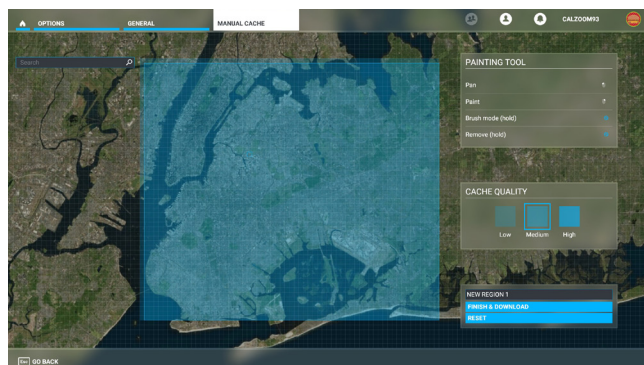 OPTIONS
GENERAL
MANUAL CACHE
CALZOOM93
Search
PAINTING TOOL
Pan
Paint
Brush mode (hold)
Remove (hold)
CACHE QUALITY
Low Medium High
NEW REGION 1
FINISH & DOWNLOAD
RESET
Esc GO BACK